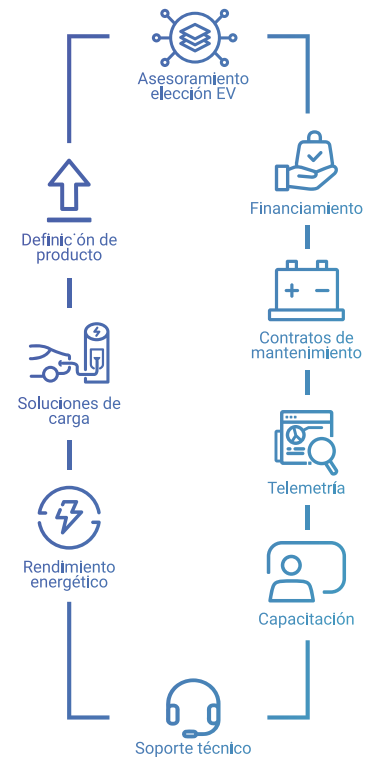 Asesoramiento
elección EV
Financiamiento
Definic ón de
producto
Contratos de
mantenimiento
Soluciones de
carga
Telemetría
Rendimiento
energético
Capacitación
Soporte técnico